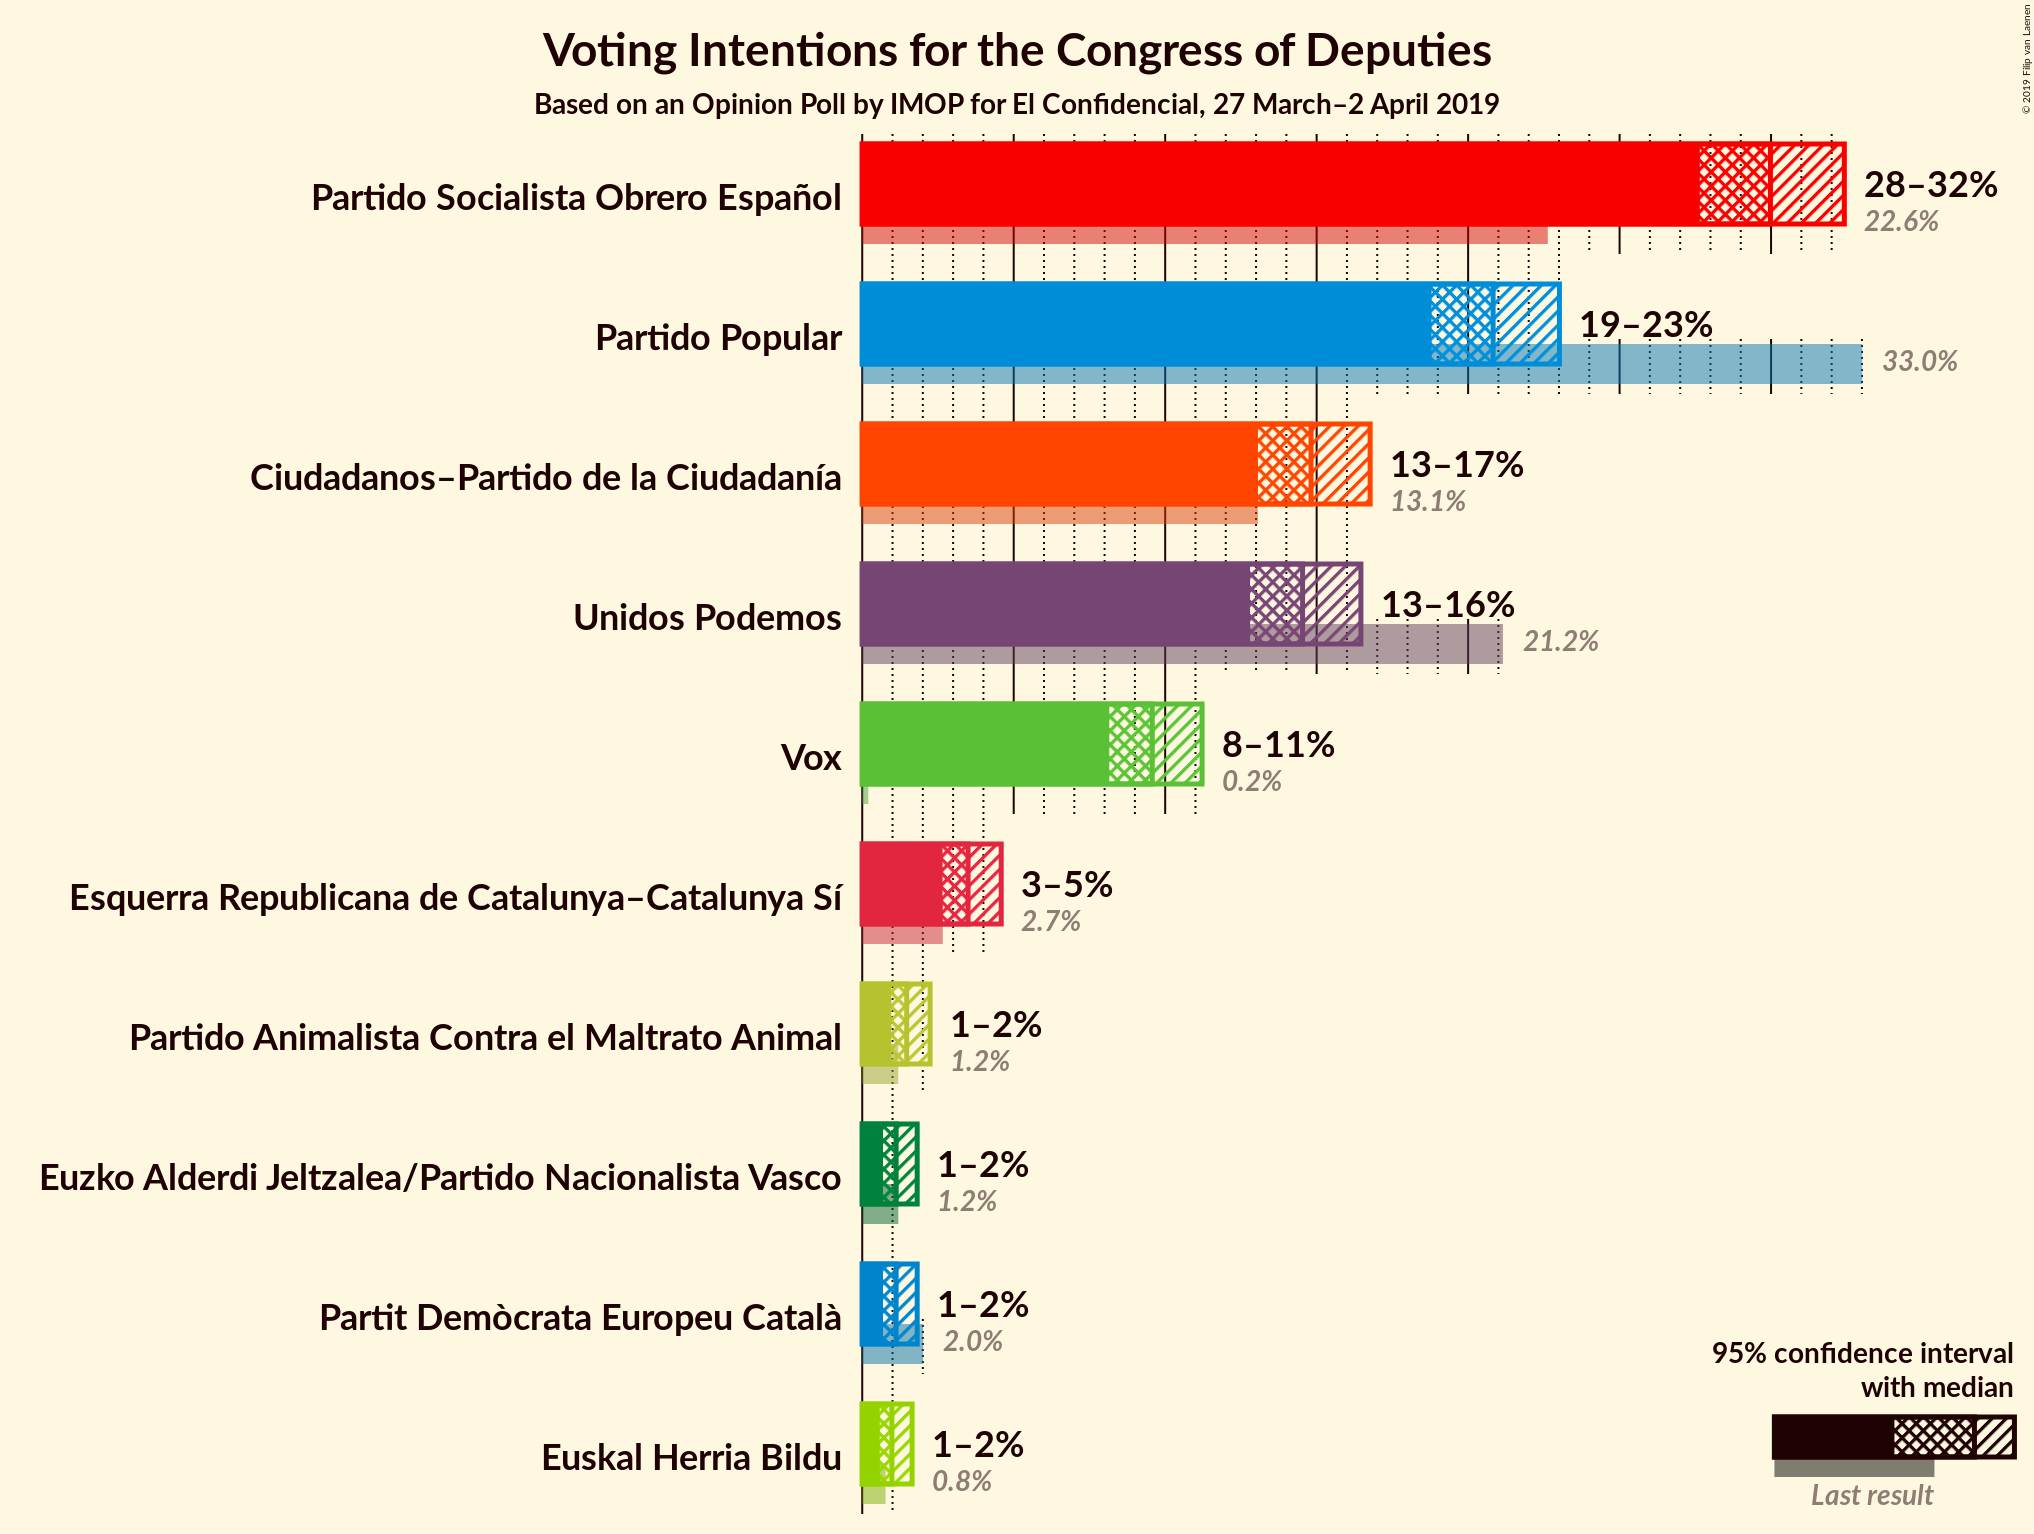 Voting Intentions for the Congress of Deputies
Based on an Opinion Poll by IMOP for El Confidencial, 27 March–2 April 2019
© 2019 Filip van Laenen
Partido Socialista Obrero Español
28–32%
22.6%
Partido Popular
19–23%
33.0%
Ciudadanos–Partido de la Ciudadanía
13–17%
13.1%
Unidos Podemos
13–16%
21.2%
Vox
8–11%
0.2%
Esquerra Republicana de Catalunya–Catalunya Sí
3–5%
2.7%
Partido Animalista Contra el Maltrato Animal
1–2%
1.2%
Euzko Alderdi Jeltzalea/Partido Nacionalista Vasco
1–2%
1.2%
Partit Demòcrata Europeu Català
1–2%
2.0%
Euskal Herria Bildu
1–2%
0.8%
95% confidence interval
with median
Last result